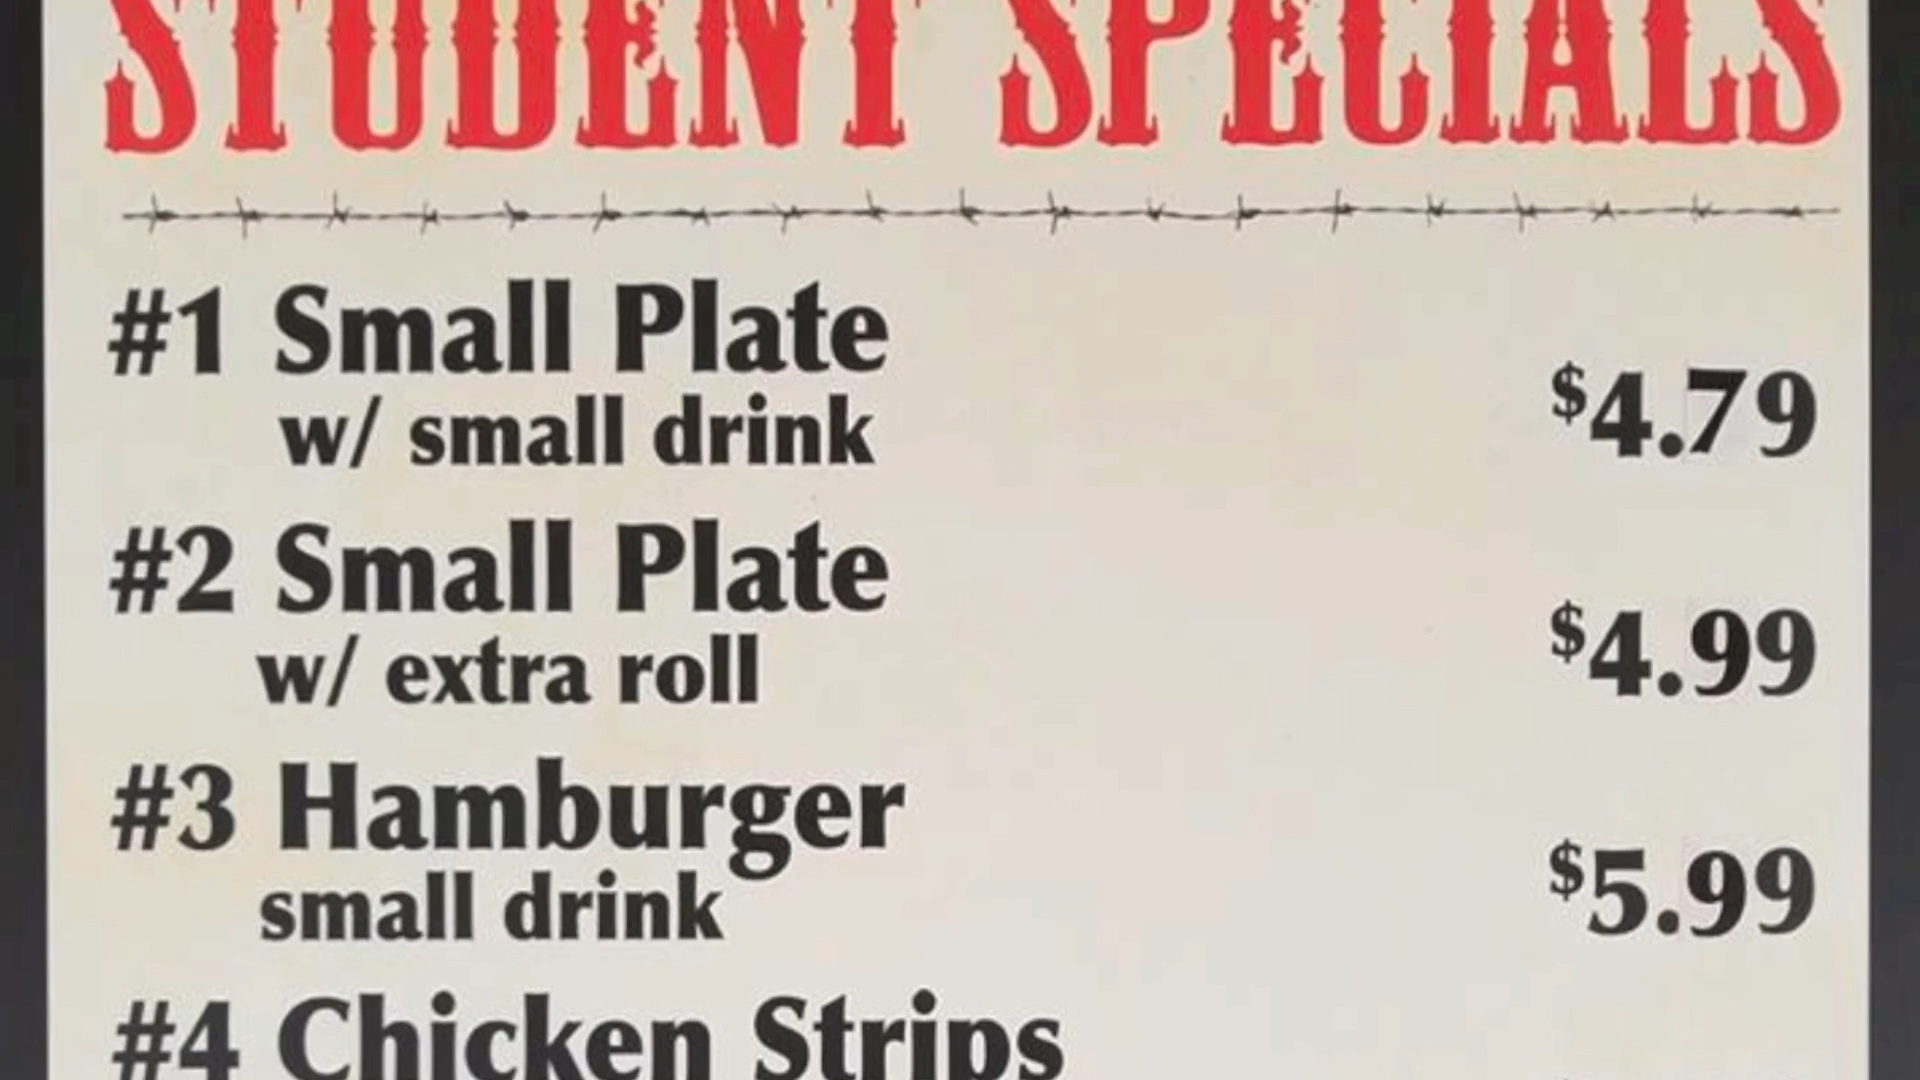 STUDENT SPECIALS
#1 Small Plate
w/ small drink
$4.79
#2 Small Plate
w/ extra roll
$4.99
#3 Hamburger
small drink
$5.99
#4 Chicken Strips